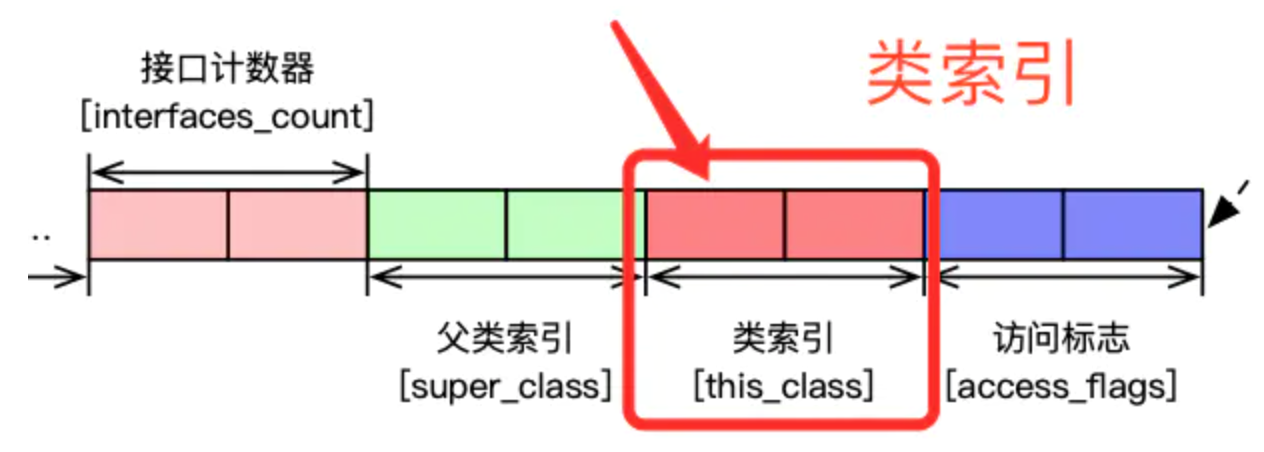 类索引
接口计数器
[interfaces_count]
..
父类索引
[super_class]
类索引
[this_class]
访问标志
[access_flags]